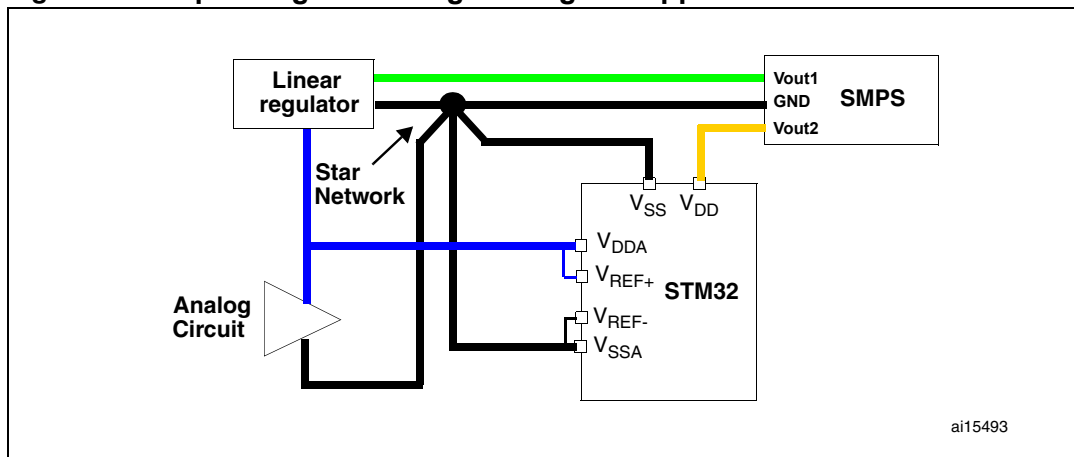 Linear
regulator
Vout1
GND
Vout2
SMPS
Star
Network
VSS
VDD
VDDA
VREF+
STM32
VREF-
VSSA
Analog
Circuit
ai15493